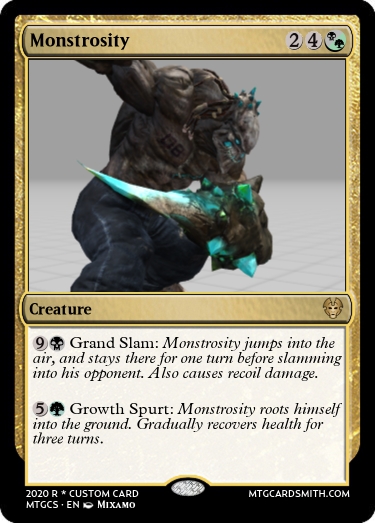 Monstrosity 2 4
Creature
9 Grand Slam: Monstrosity jumps into the
air, and stays there for one turn before slamming
into his opponent. Also causes recoil damage.
5 Growth Spurt: Monstrosity roots himself
into the ground. Gradually recovers health for
three turns.
2020 R * CUSTOM CARD
MTGCS · EN Mixamo
MTGCARDSMITH.COM